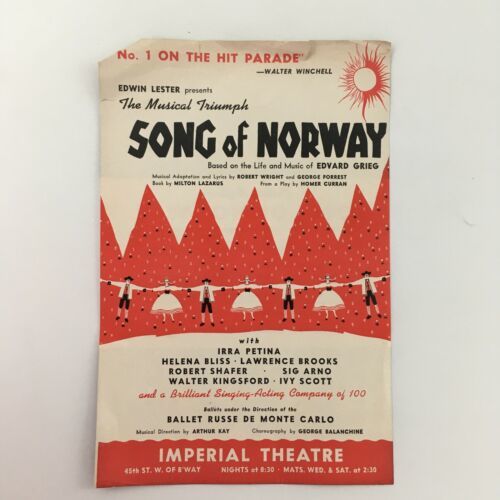 No. 1 ON THE HIT PARADE"
—WALTER WINCHELL
EDWIN LESTER presents
The Musical Triumph
SONG of NORWAY
Based on the Life and Music of EDVARD GRIEG
Musical Adaptation and Lyrics by ROBERT WRIGHT and GEORGE FORREST
Book by MILTON LAZARUS From a Play by HOMER CURRAN
with
IRRA PETINA
HELENA BLISS · LAWRENCE BROOKS
ROBERT SHAFER · SIG ARNO
WALTER KINGSFORD · IVY SCOTT
and a Brilliant Singing-Acting Company of 100
Ballets under the Direction of the
BALLET RUSSE DE MONTE CARLO
Musical Direction by ARTHUR KAY Choreography by GEORGE BALANCHINE
IMPERIAL THEATRE
45th ST. W. OF B'WAY NIGHTS at 8:30 · MATS. WED. & SAT. at 2:30